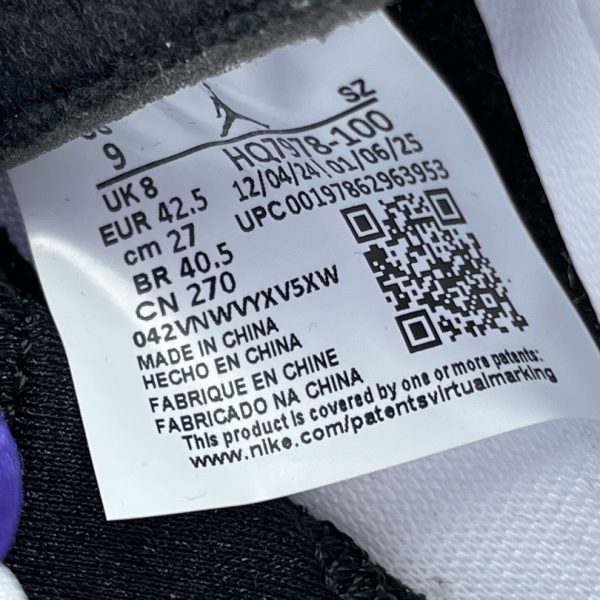 SZ
9
HQ7978-100
UK 8
12/04/24 01/06/25
EUR 42.5
UPC 00197862963953
cm 27
BR 40.5
CN 270
042VNWVYXV5XW
MADE IN CHINA
HECHO EN CHINA
FABRIQUE EN CHINE
FABRICADO NA CHINA
This product is covered by one or more patents:
www.nike.com/patentsvirtualmarking